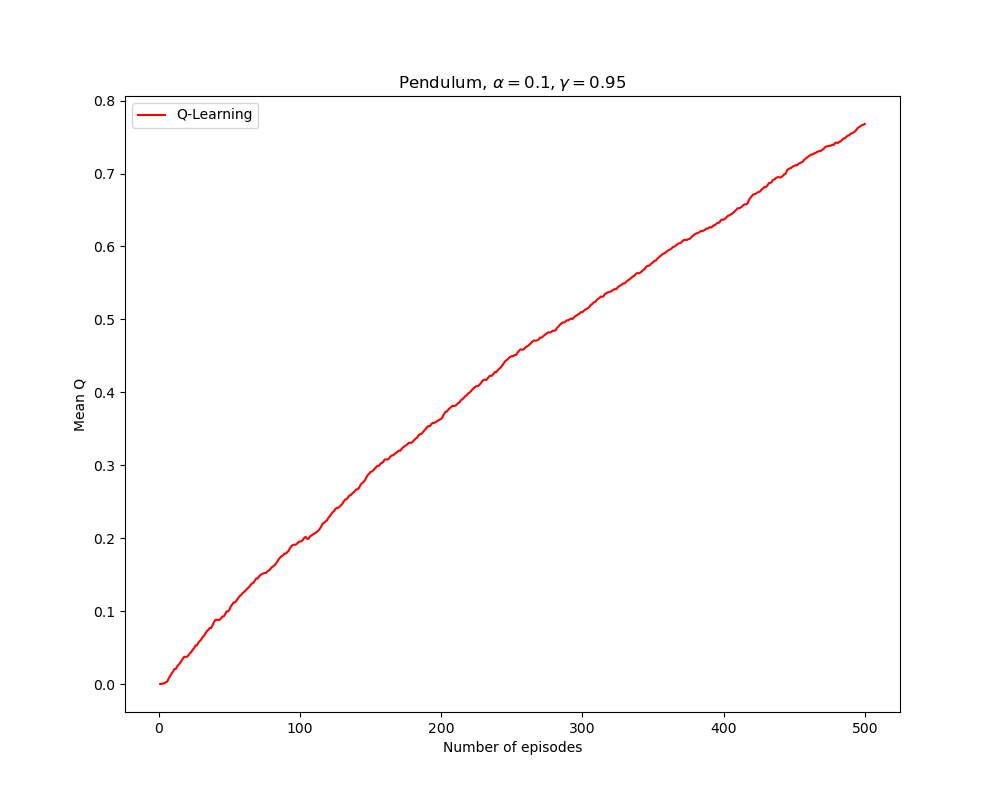 Pendulum, α = 0.1, γ = 0.95
Q-Learning
Mean Q
0.8
0.7
0.6
0.5
0.4
0.3
0.2
0.1
0.0
0 100 200 300 400 500
Number of episodes